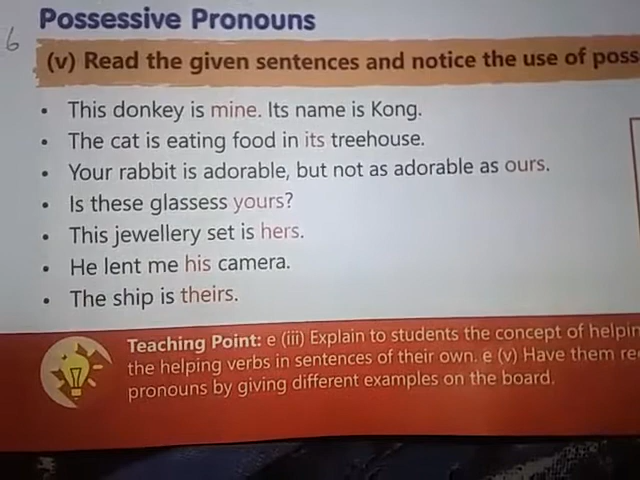 Possessive Pronouns
6
(v) Read the given sentences and notice the use of poss
• This donkey is mine. Its name is Kong.
• The cat is eating food in its treehouse.
• Your rabbit is adorable, but not as adorable as ours.
• Is these glassess yours?
• This jewellery set is hers.
• He lent me his camera.
• The ship is theirs.
Teaching Point: e (iii) Explain to students the concept of helpin
the helping verbs in sentences of their own. e (v) Have them re
pronouns by giving different examples on the board.